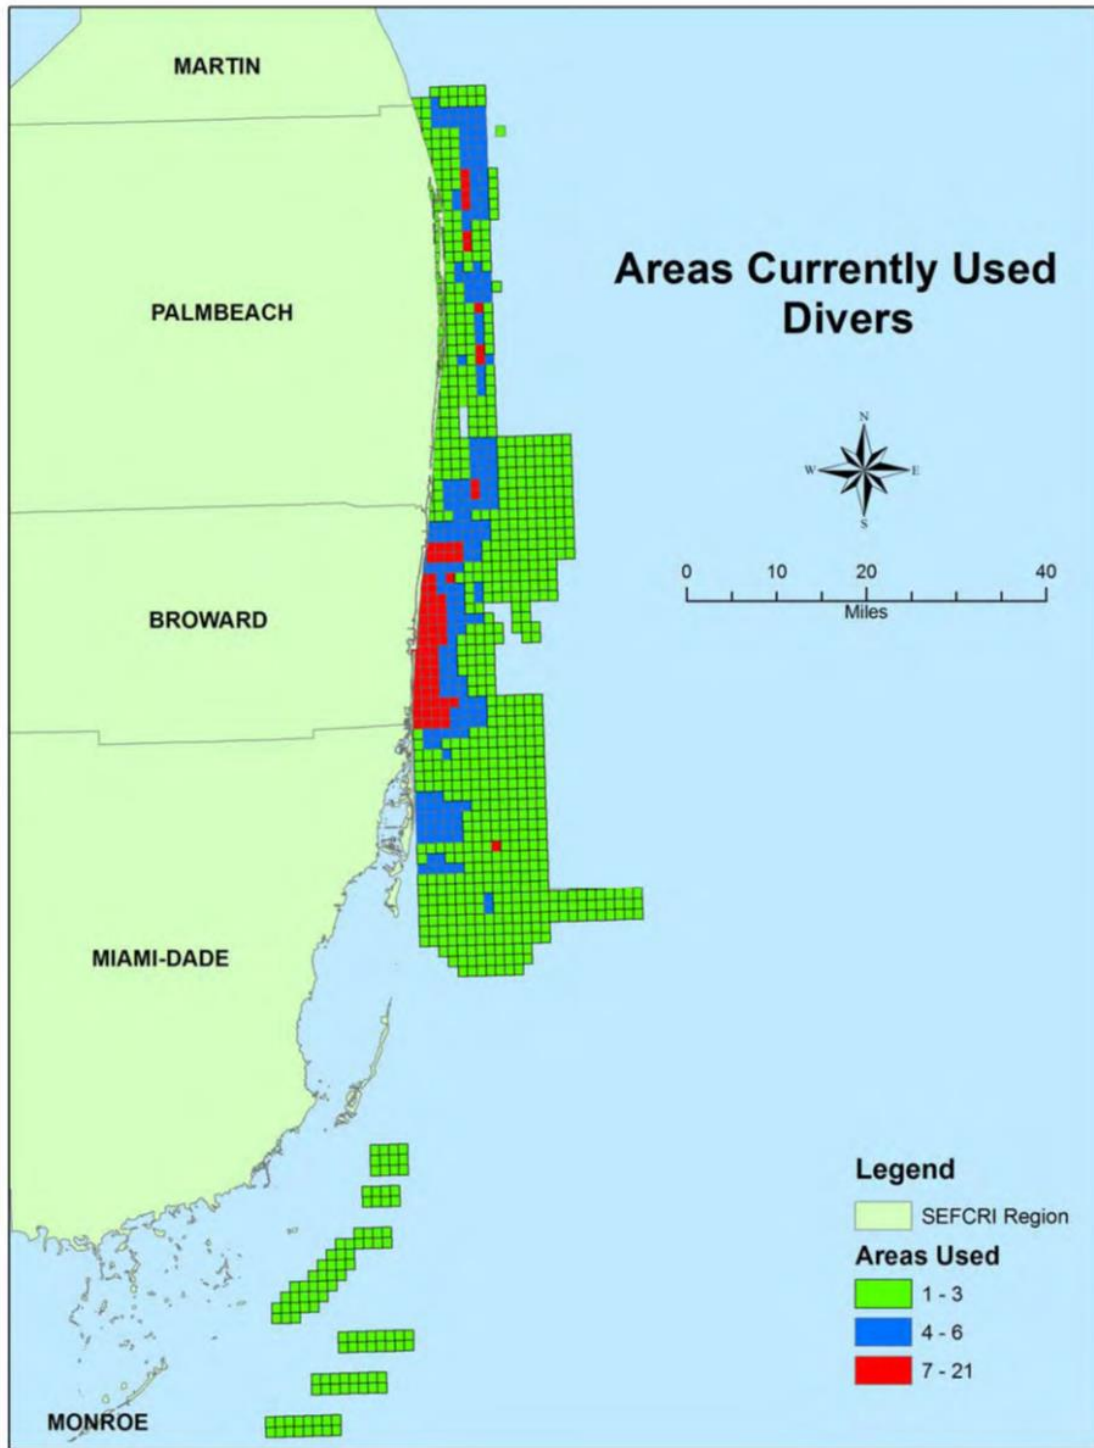 MARTIN
Areas Currently Used
Divers
PALMBEACH
N
W E
S
0 10 20 40
Miles
BROWARD
MIAMI-DADE
Legend
SEFCRI Region
Areas Used
1 - 3
4 - 6
7 - 21
MONROE